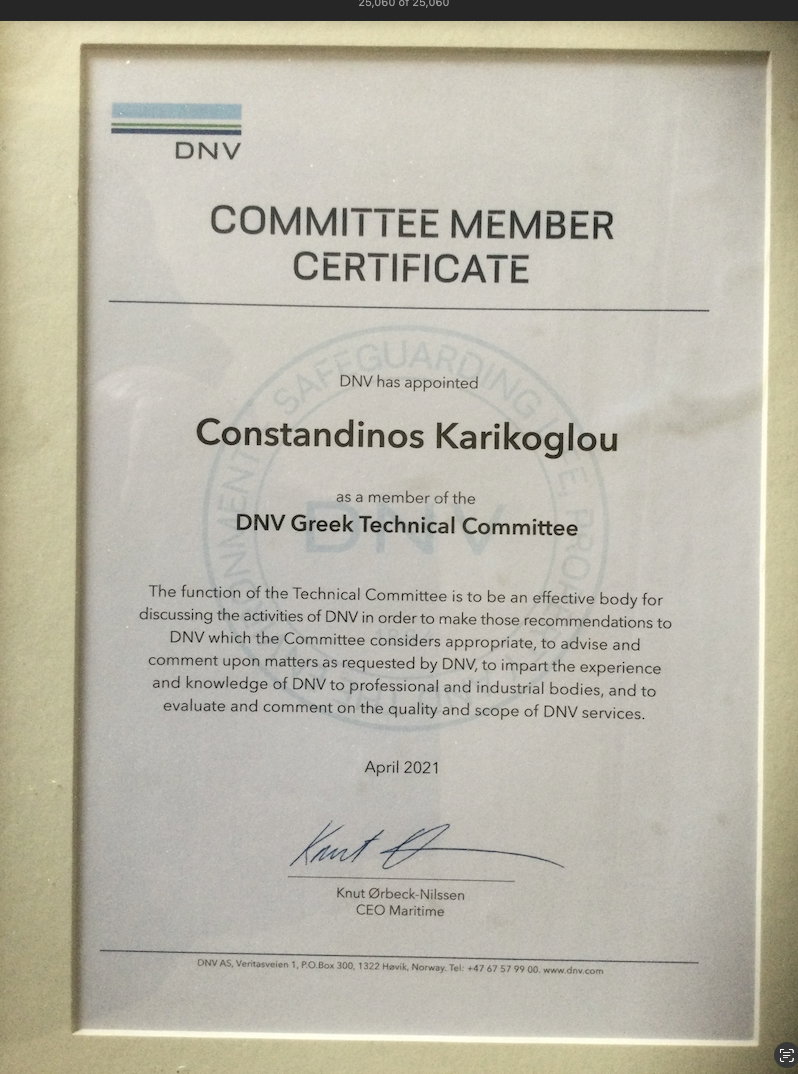 25,060 of 25,060
DNV
COMMITTEE MEMBER
CERTIFICATE
DNV has appointed
Constandinos Karikoglou
as a member of the
DNV Greek Technical Committee
The function of the Technical Committee is to be an effective body for
discussing the activities of DNV in order to make those recommendations to
DNV which the Committee considers appropriate, to advise and
comment upon matters as requested by DNV, to impart the experience
and knowledge of DNV to professional and industrial bodies, and to
evaluate and comment on the quality and scope of DNV services.
April 2021
Knut
Knut Ørbeck-Nilssen
CEO Maritime
DNV AS, Veritasveien 1, P.O.Box 300, 1322 Høvik, Norway. Tel: +47 67 57 99 00. www.dnv.com
SAFEGUARDING
DNV